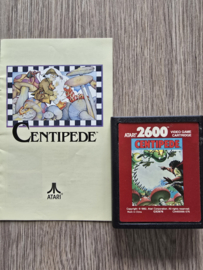 CENTIPEDE
ATARI
ATARI 2600 VIDEO GAME CARTRIDGE
CENTIPEDE